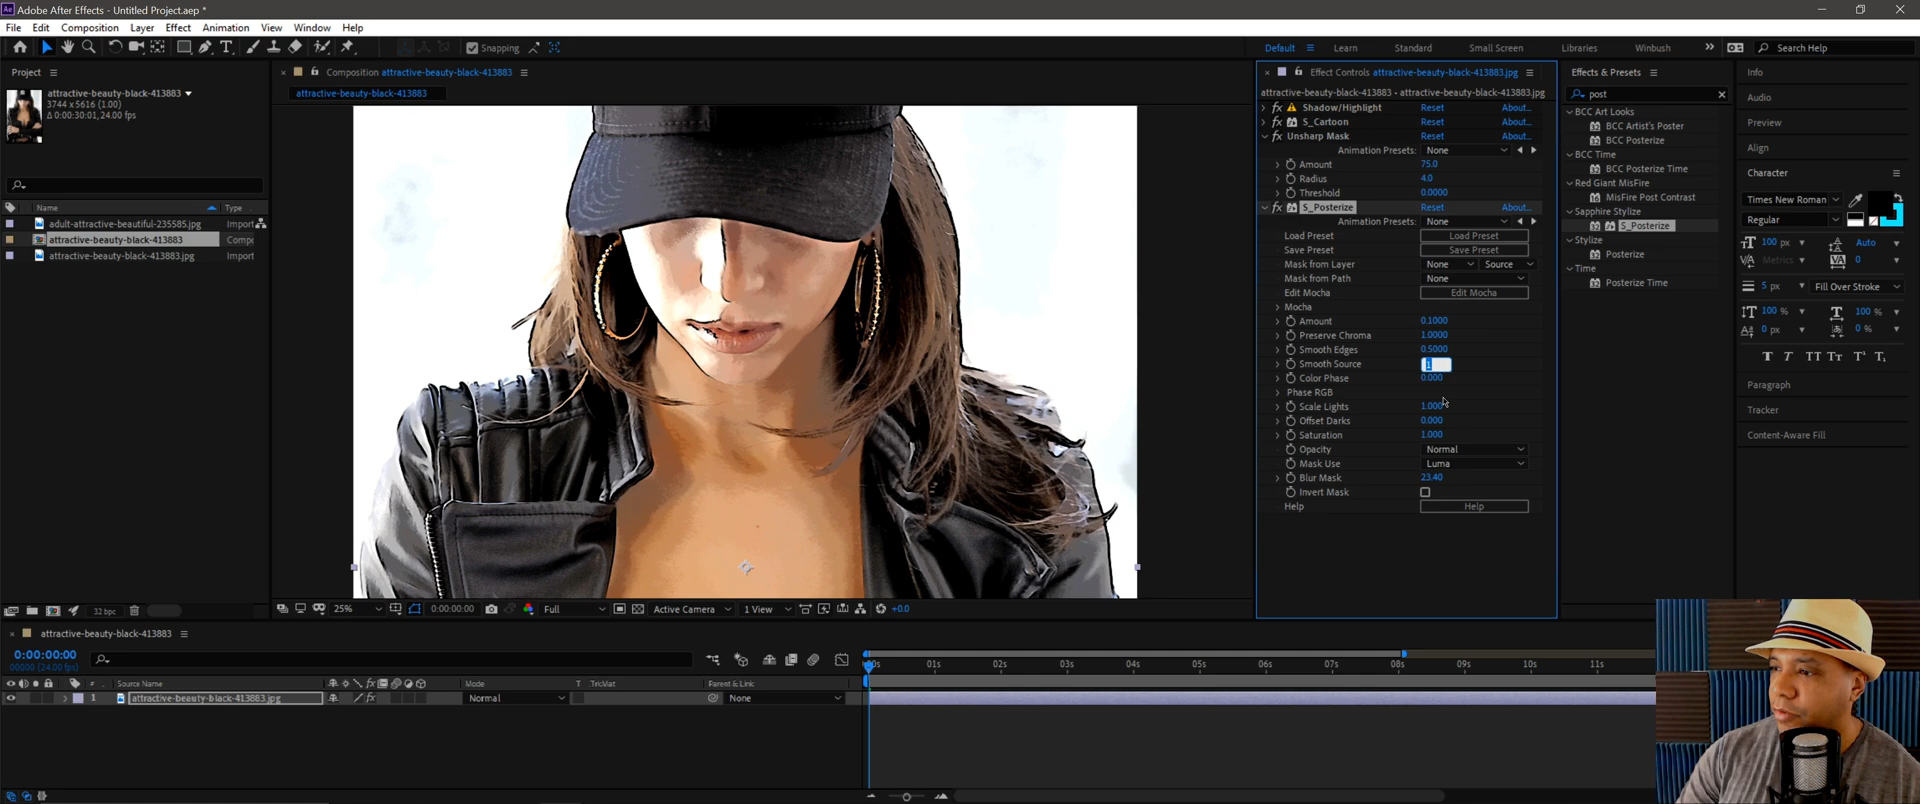 Adobe After Effects - Untitled Project.aep *
File Edit Composition Layer Effect Animation View Window Help
Snapping
Default Learn Standard Small Screen Libraries Winbush Search Help
Project
attractive-beauty-black-413883
3744 x 5616 (1.00)
Δ 0:00:30:01, 24.00 fps
Name Type
adult-attractive-beautiful-235585.jpg Import
attractive-beauty-black-413883 Compo
attractive-beauty-black-413883.jpg Import
32 bpc
Composition attractive-beauty-black-413883
attractive-beauty-black-413883
25% 0:00:00:00 Full Active Camera 1 View +0.0
Effect Controls attractive-beauty-black-413883.jpg
attractive-beauty-black-413883 • attractive-beauty-black-413883.jpg
fx Shadow/Highlight Reset About...
fx S_Cartoon Reset About...
fx Unsharp Mask Reset About...
Animation Presets: None
Amount 75.0
Radius 4.0
Threshold 0.0000
fx S_Posterize Reset About...
Animation Presets: None
Load Preset Load Preset
Save Preset Save Preset
Mask from Layer None Source
Mask from Path None
Edit Mocha Edit Mocha
Mocha
Amount 0.1000
Preserve Chroma 1.0000
Smooth Edges 0.5000
Smooth Source 1
Color Phase 0.000
Phase RGB
Scale Lights 1.000
Offset Darks 0.000
Saturation 1.000
Opacity Normal
Mask Use Luma
Blur Mask 23.40
Invert Mask
Help Help
Effects & Presets
post
BCC Art Looks
BCC Artist's Poster
BCC Posterize
BCC Time
BCC Posterize Time
Red Giant MisFire
MisFire Post Contrast
Sapphire Stylize
S_Posterize
Stylize
Posterize
Time
Posterize Time
Info
Audio
Preview
Align
Character
Times New Roman
Regular
100 px Auto
Metrics 0
5 px Fill Over Stroke
100 % 100 %
0 px 0 %
T T TT Tt T¹ T₁
Paragraph
Tracker
Content-Aware Fill
attractive-beauty-black-413883
0:00:00:00
00000 (24.00 fps)
00s 01s 02s 03s 04s 05s 06s 07s 08s 09s 10s 11s
# Source Name Mode T TrkMat Parent & Link
1 attractive-beauty-black-413883.jpg Normal None